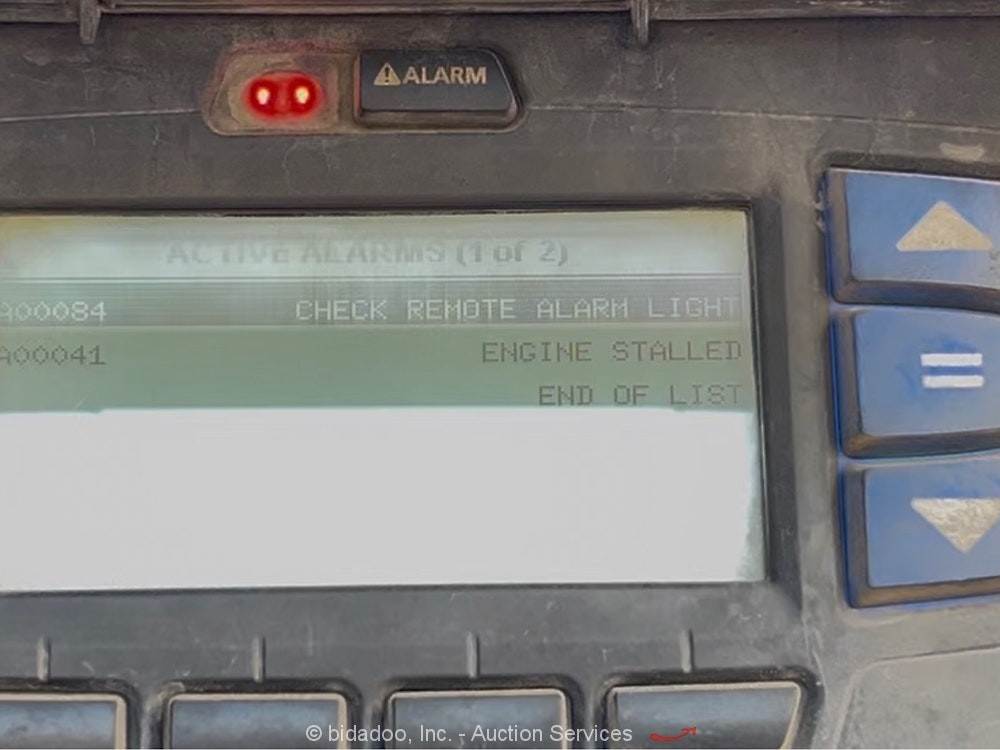 ALARM
ACTIVE ALARMS (1 of 2)
A00084 CHECK REMOTE ALARM LIGHT
A00041 ENGINE STALLED
END OF LIST
© bidadoo, Inc. - Auction Services